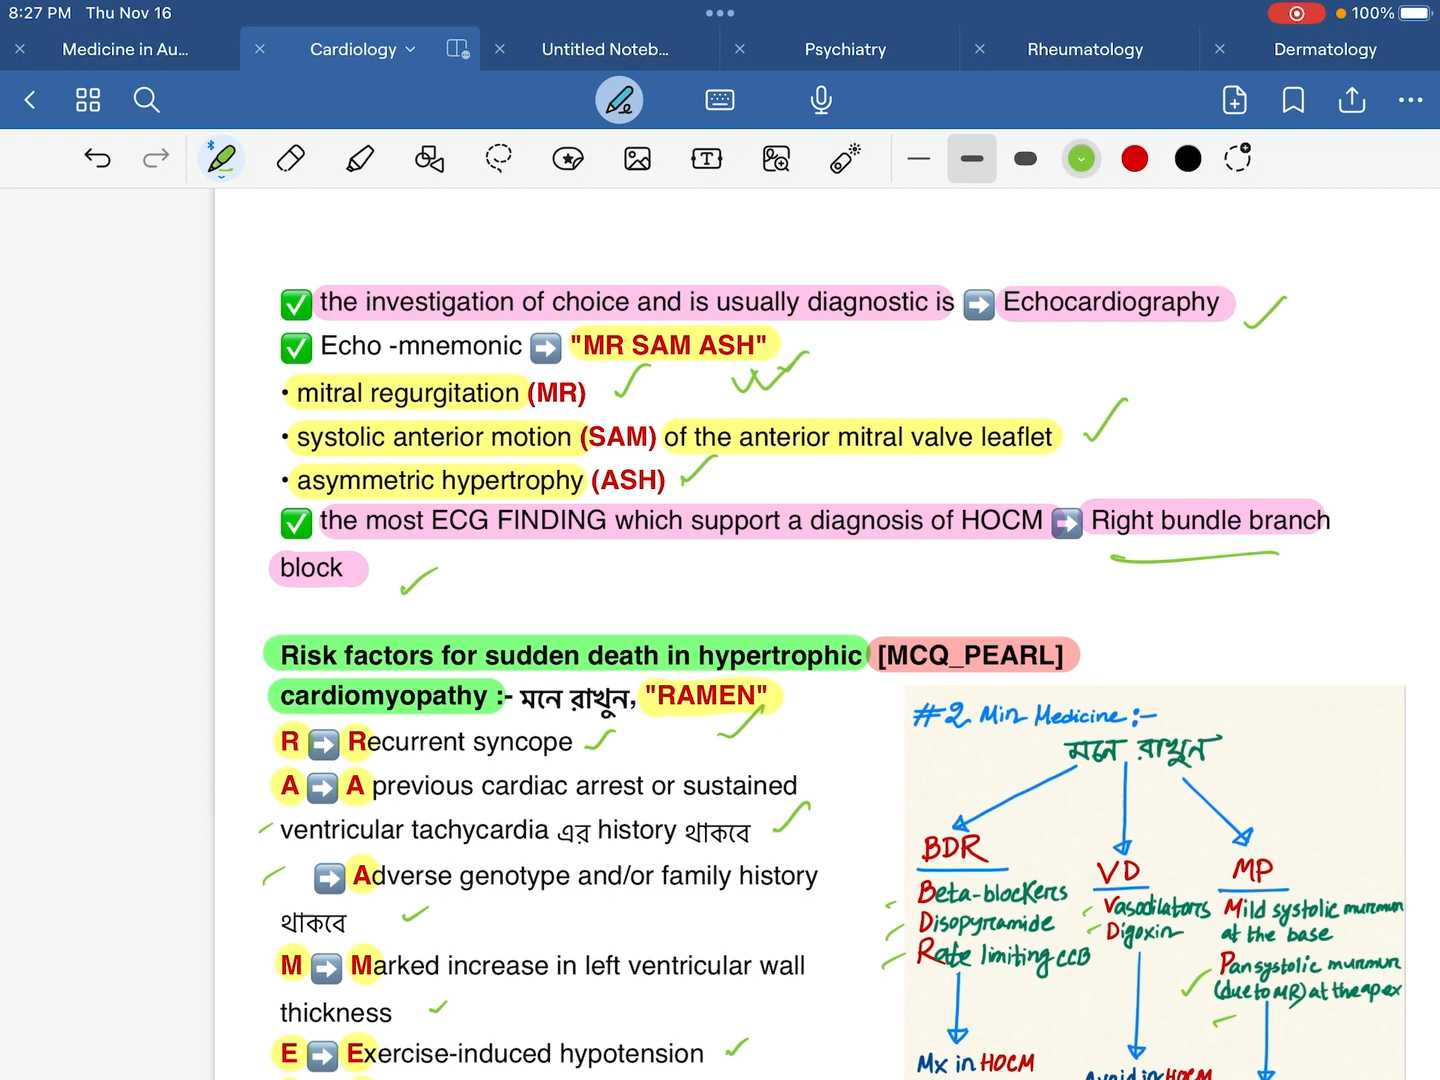 8:27 PM Thu Nov 16
100%
Medicine in Au...
Cardiology
Untitled Noteb...
Psychiatry
Rheumatology
Dermatology
✅ the investigation of choice and is usually diagnostic is ➡️ Echocardiography
✅ Echo -mnemonic ➡️ "MR SAM ASH"
• mitral regurgitation (MR)
• systolic anterior motion (SAM) of the anterior mitral valve leaflet
• asymmetric hypertrophy (ASH)
✅ the most ECG FINDING which support a diagnosis of HOCM ➡️ Right bundle branch
block
Risk factors for sudden death in hypertrophic [MCQ_PEARL]
cardiomyopathy :- মনে রাখুন, "RAMEN"
R ➡️ Recurrent syncope
A ➡️ A previous cardiac arrest or sustained
ventricular tachycardia এর history থাকবে
➡️ Adverse genotype and/or family history
থাকবে
M ➡️ Marked increase in left ventricular wall
thickness
E ➡️ Exercise-induced hypotension
#2 Min Medicine:-
মনে রাখুন
BDR
Beta-blockers
Disopyramide
Rate limiting CCB
Mx in HOCM
VD
Vasodilators
Digoxin
Avoid in HOCM
MP
Mild systolic murmur
at the base
Pansystolic murmur
(due to MR) at the apex